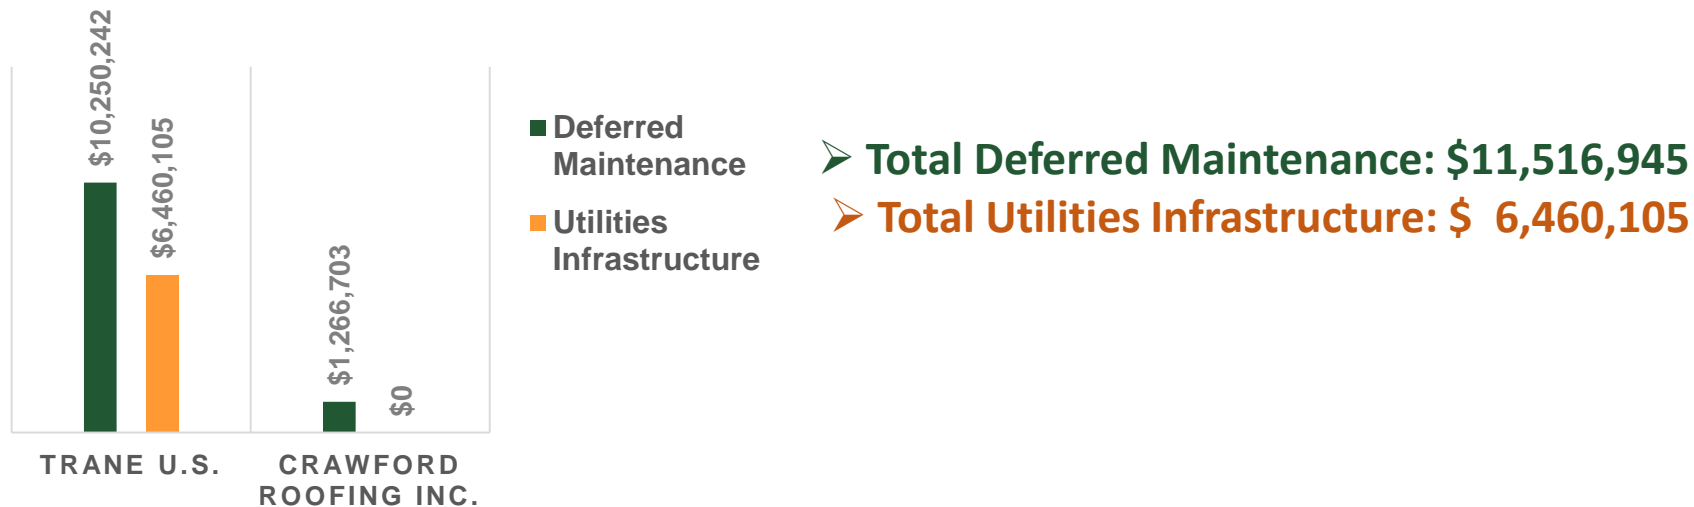 $10,250,242
$6,460,105
$1,266,703
$0
TRANE U.S.
CRAWFORD
ROOFING INC.
Deferred
Maintenance
Utilities
Infrastructure
➢ Total Deferred Maintenance: $11,516,945
➢ Total Utilities Infrastructure: $ 6,460,105